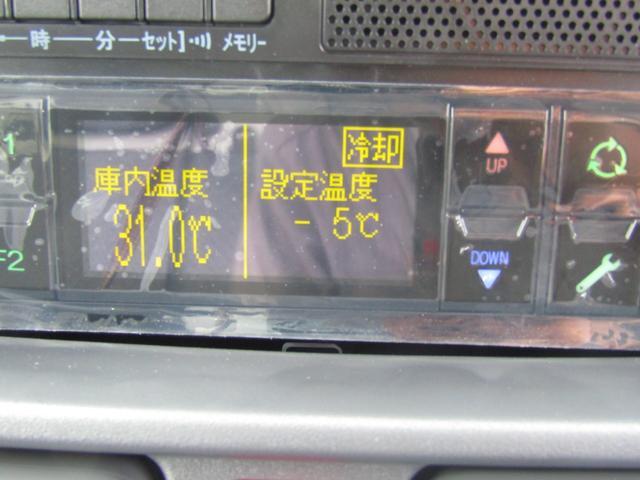 時 分 セット メモリー
冷却
庫内温度 設定温度
31.0℃ - 5℃
UP
DOWN
1
F2